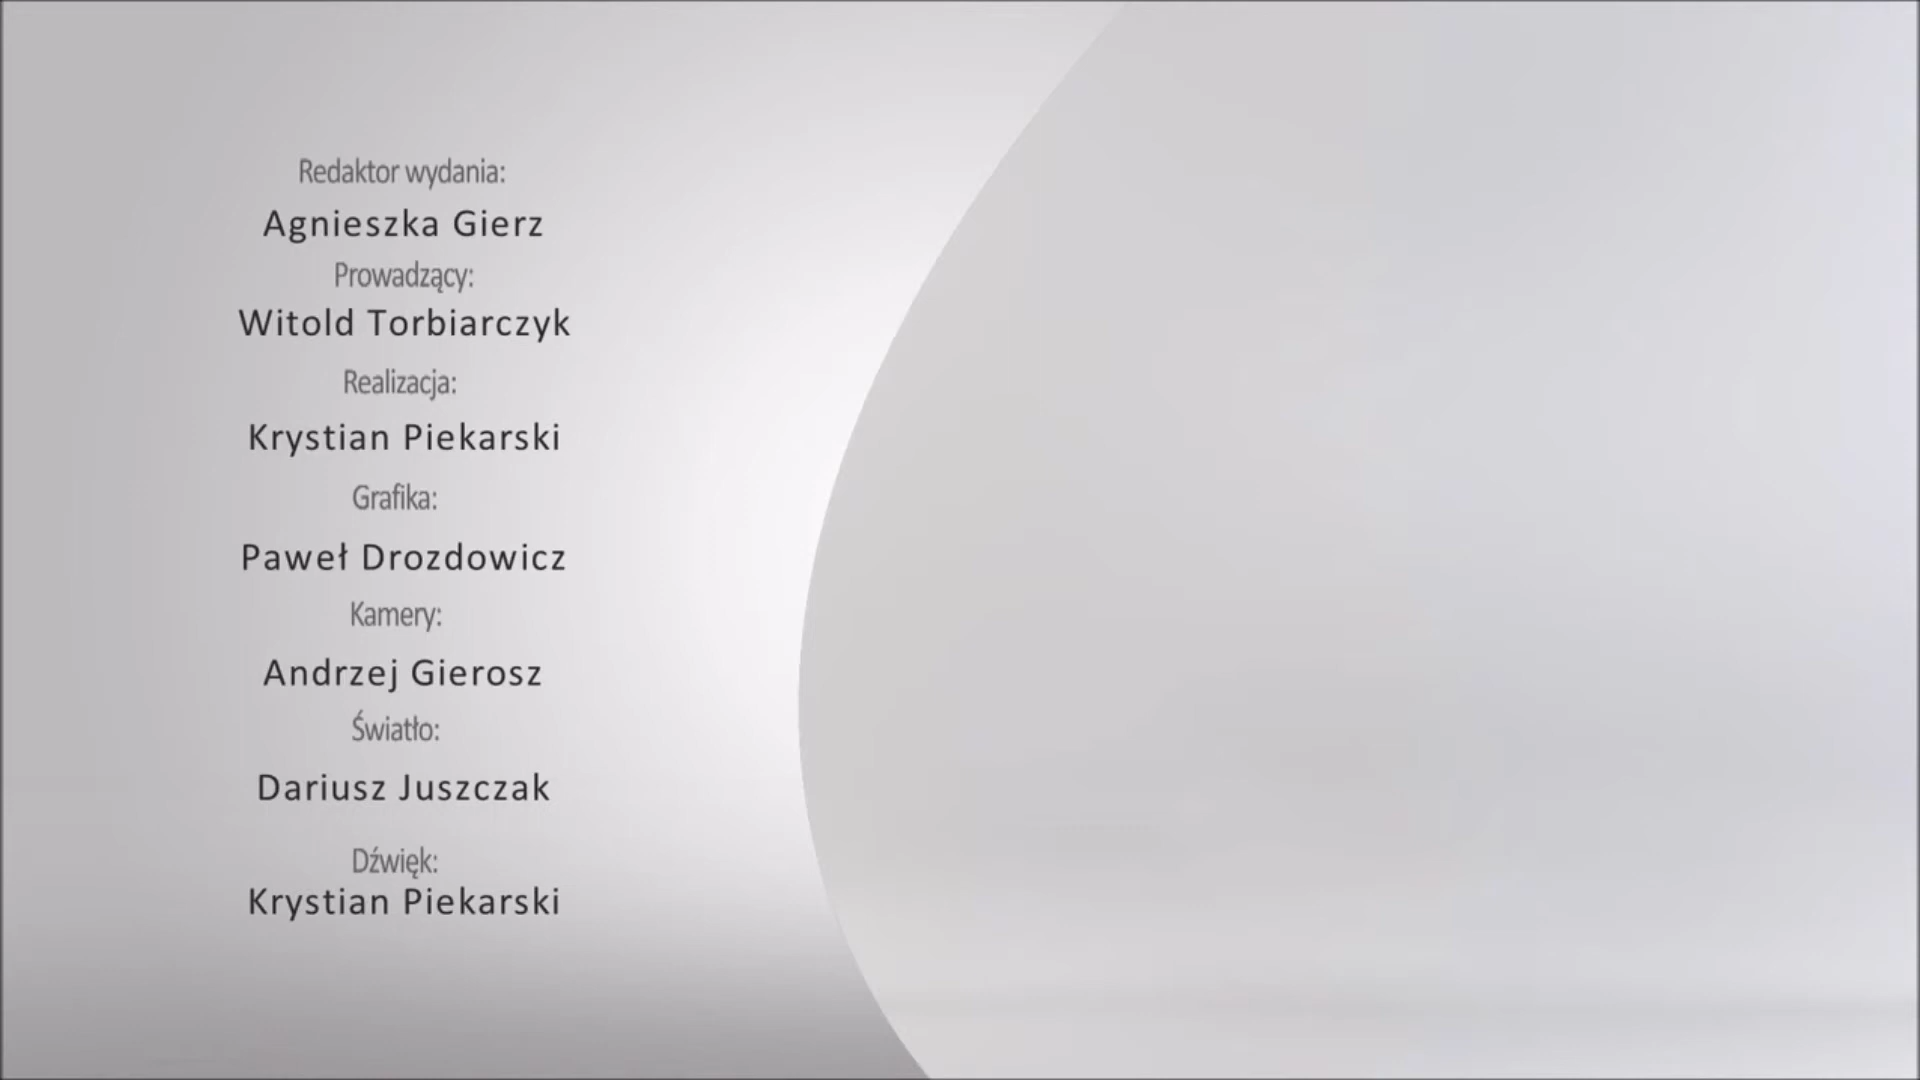 Redaktor wydania:
Agnieszka Gierz
Prowadzący:
Witold Torbiarczyk
Realizacja:
Krystian Piekarski
Grafika:
Paweł Drozdowicz
Kamery:
Andrzej Gierosz
Światło:
Dariusz Juszczak
Dźwięk:
Krystian Piekarski